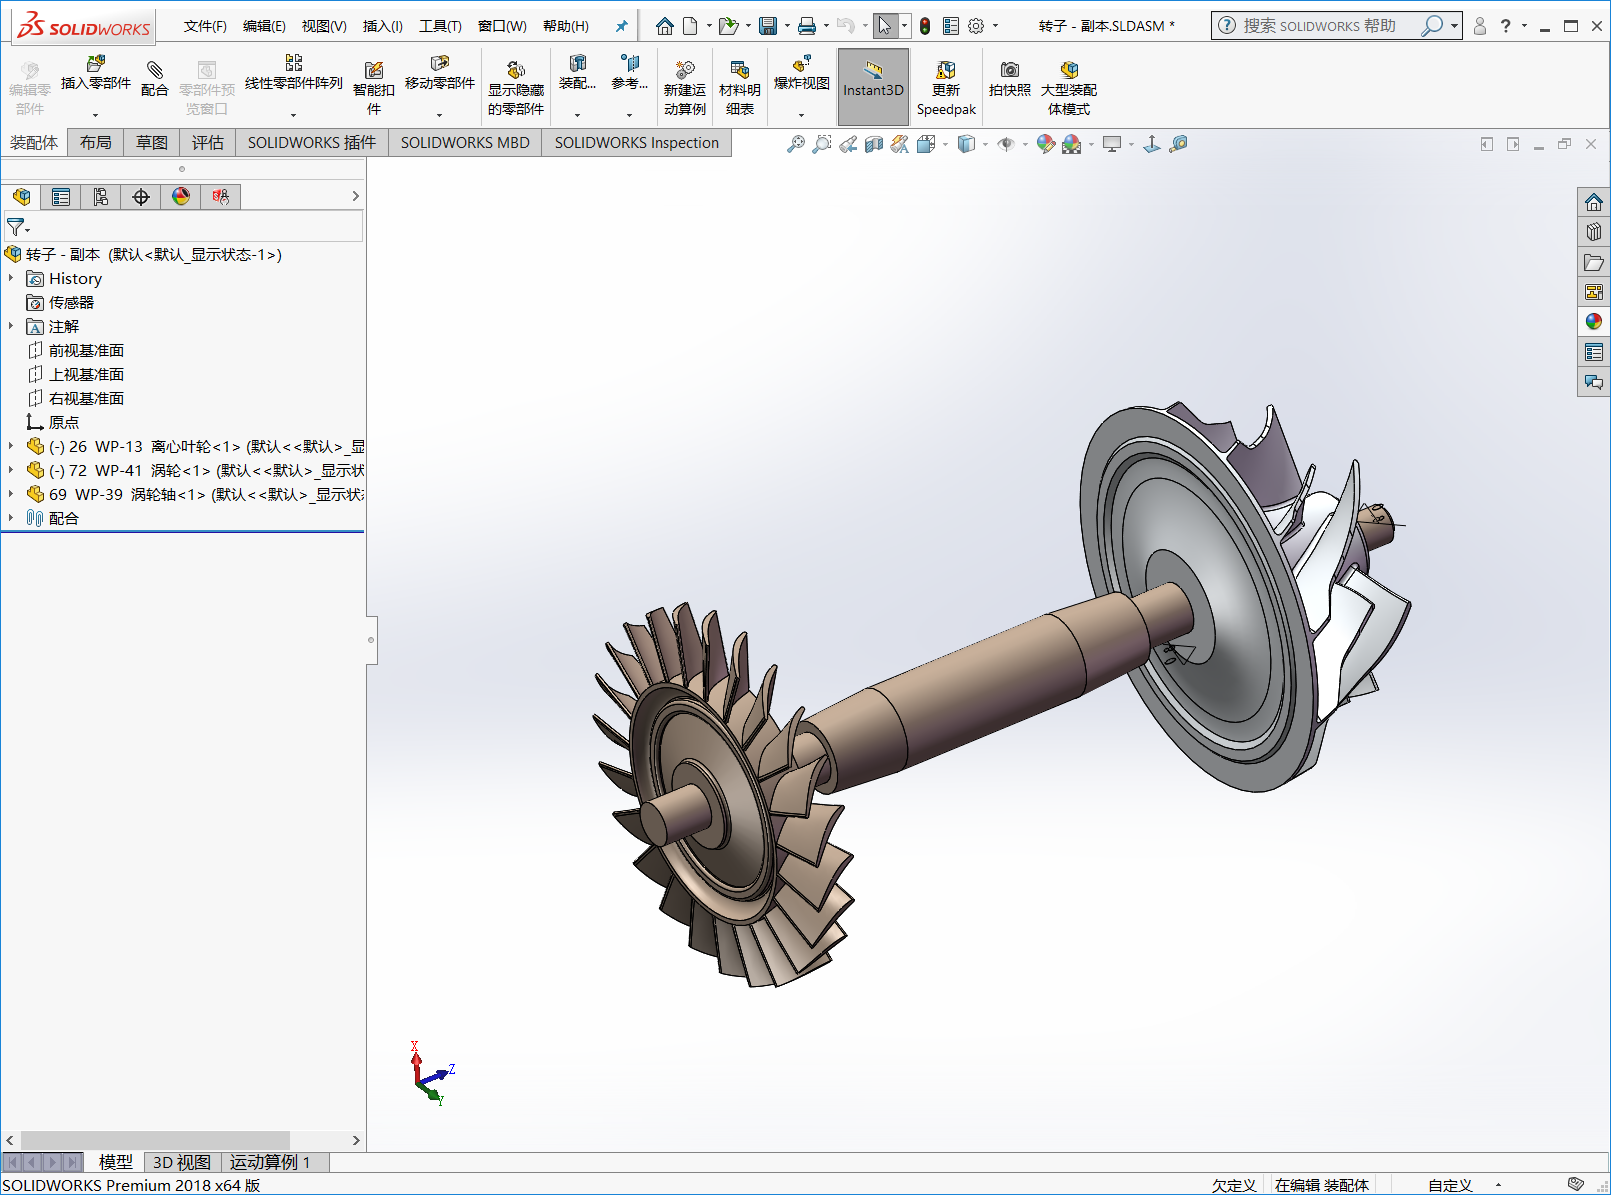 SOLIDWORKS
文件(F) 编辑(E) 视图(V) 插入(I) 工具(T) 窗口(W) 帮助(H)
转子 - 副本.SLDASM *
搜索 SOLIDWORKS 帮助
编辑零部件
插入零部件
配合
零部件预览窗口
线性零部件阵列
智能扣件
移动零部件
显示隐藏的零部件
装配...
参考...
新建运动算例
材料明细表
爆炸视图
Instant3D
更新 Speedpak
拍快照
大型装配体模式
装配体 布局 草图 评估 SOLIDWORKS 插件 SOLIDWORKS MBD SOLIDWORKS Inspection
转子 - 副本 (默认<默认_显示状态-1>)
History
传感器
注解
前视基准面
上视基准面
右视基准面
原点
(-) 26 WP-13 离心叶轮<1> (默认<<默认>_显
(-) 72 WP-41 涡轮<1> (默认<<默认>_显示状
69 WP-39 涡轮轴<1> (默认<<默认>_显示状
配合
X
Z
Y
模型 3D 视图 运动算例 1
SOLIDWORKS Premium 2018 x64 版
欠定义 在编辑 装配体 自定义